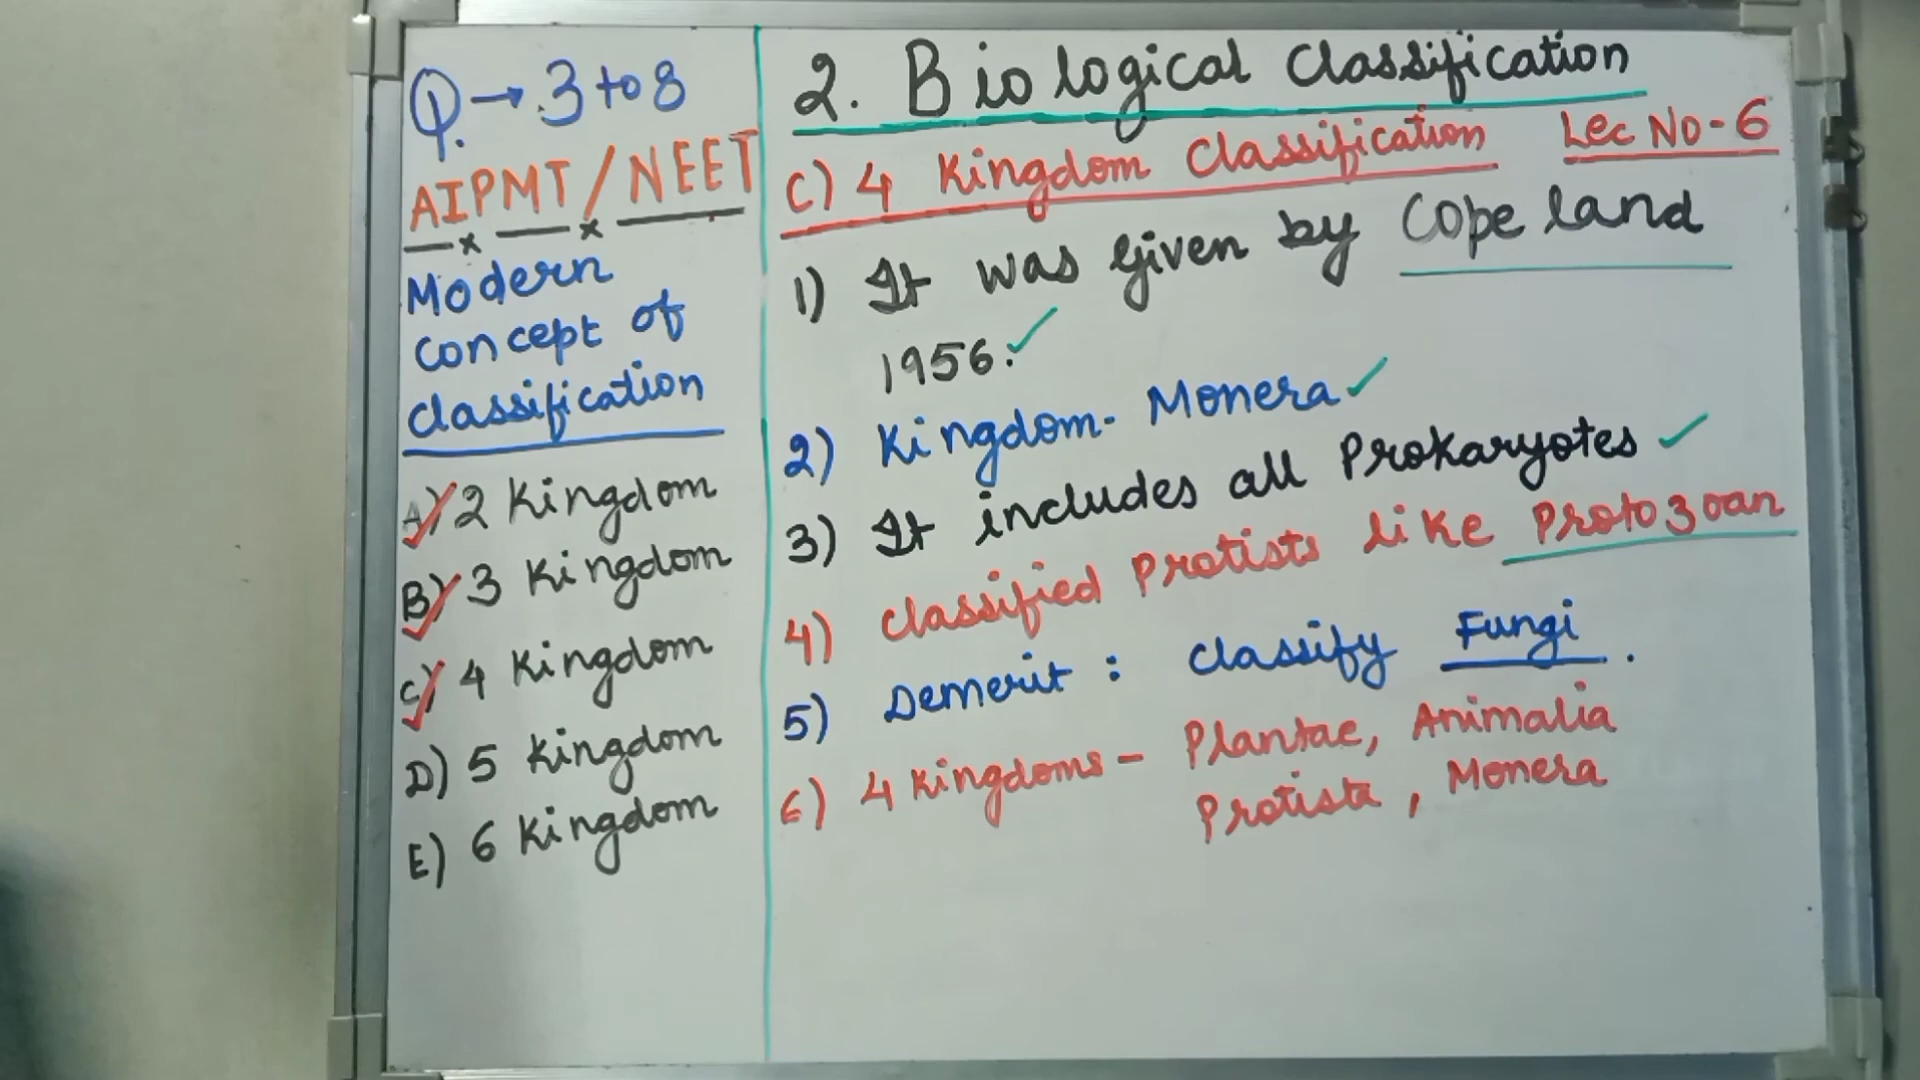 Q. → 3 to 8
AIPMT/NEET
Modern
concept of
classification
A) 2 Kingdom
B) 3 Kingdom
C) 4 Kingdom
D) 5 Kingdom
E) 6 Kingdom
2. Biological Classification
C) 4 Kingdom Classification Lec No-6
1) It was given by Copeland
1956.
2) Kingdom- Monera
3) It includes all Prokaryotes
4) Classified Protists like Protozoan
5) Demerit : Classify Fungi.
6) 4 Kingdoms - Plantae, Animalia
Protista, Monera